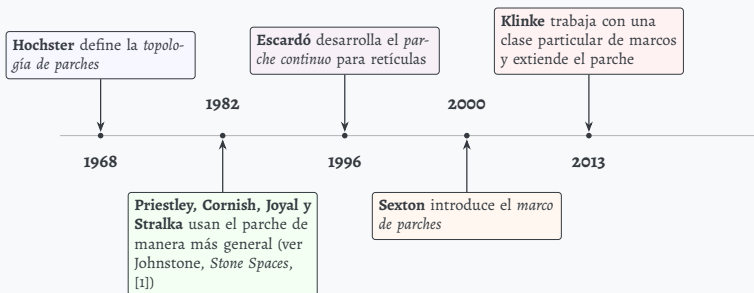 Hochster define la topolo-
gía de parches
Escardó desarrolla el par-
che continuo para retículas
Klinke trabaja con una
clase particular de marcos
y extiende el parche
1982
2000
1968
1996
2013
Priestley, Cornish, Joyal y
Stralka usan el parche de
manera más general (ver
Johnstone, Stone Spaces,
[1])
Sexton introduce el marco
de parches